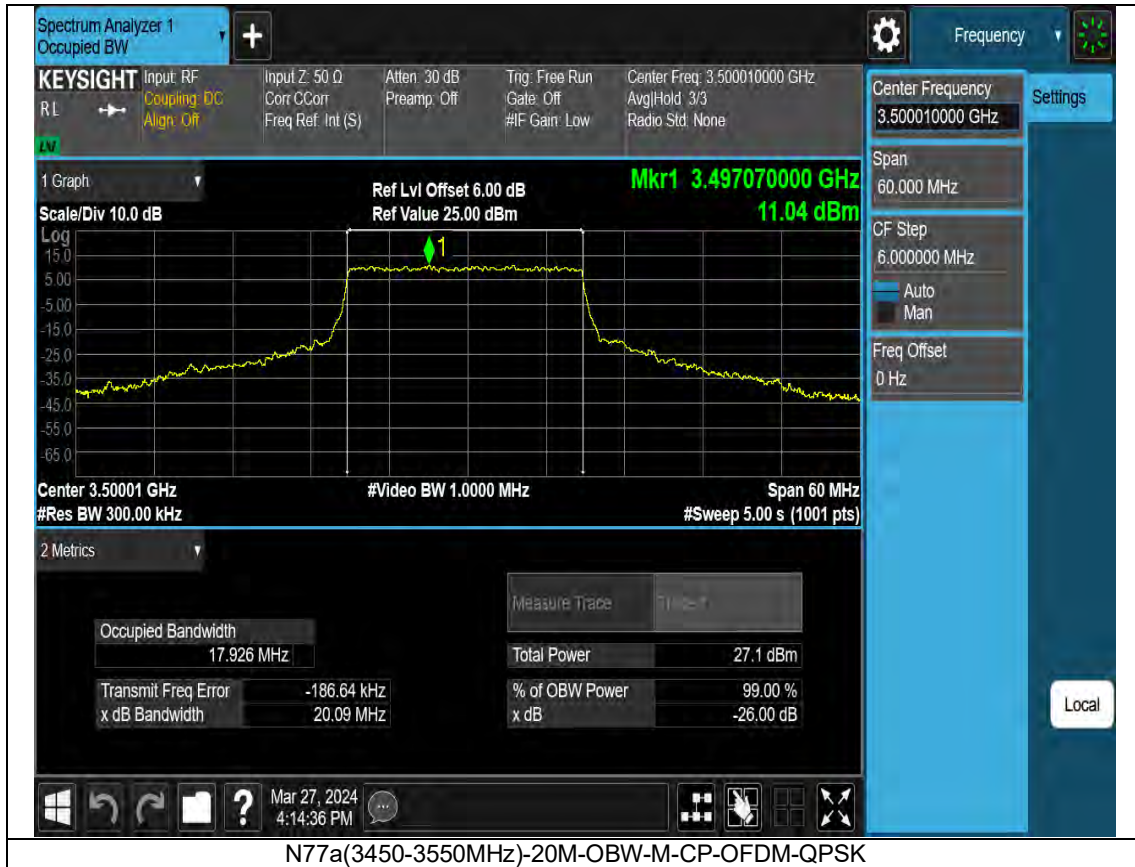 Spectrum Analyzer 1
Occupied BW
+
Frequency
KEYSIGHT
RL
LXI
Input: RF
Coupling: DC
Align: Off
Input Z: 50 Ω
Corr CCorr
Freq Ref: Int (S)
Atten: 30 dB
Preamp: Off
Trig: Free Run
Gate: Off
#IF Gain: Low
Center Freq: 3.500010000 GHz
Avg|Hold: 3/3
Radio Std: None
Center Frequency
3.500010000 GHz
Settings
Span
60.000 MHz
CF Step
6.000000 MHz
Auto
Man
Freq Offset
0 Hz
1 Graph
Scale/Div 10.0 dB
Ref Lvl Offset 6.00 dB
Ref Value 25.00 dBm
Mkr1 3.497070000 GHz
11.04 dBm
Log
15.0
5.00
-5.00
-15.0
-25.0
-35.0
-45.0
-55.0
-65.0
1
Center 3.50001 GHz
#Video BW 1.0000 MHz
Span 60 MHz
#Res BW 300.00 kHz
#Sweep 5.00 s (1001 pts)
2 Metrics
Measure Trace
Occupied Bandwidth
17.926 MHz
Total Power 27.1 dBm
Transmit Freq Error -186.64 kHz
% of OBW Power 99.00 %
x dB Bandwidth 20.09 MHz
x dB -26.00 dB
Local
?
Mar 27, 2024
4:14:36 PM
N77a(3450-3550MHz)-20M-OBW-M-CP-OFDM-QPSK